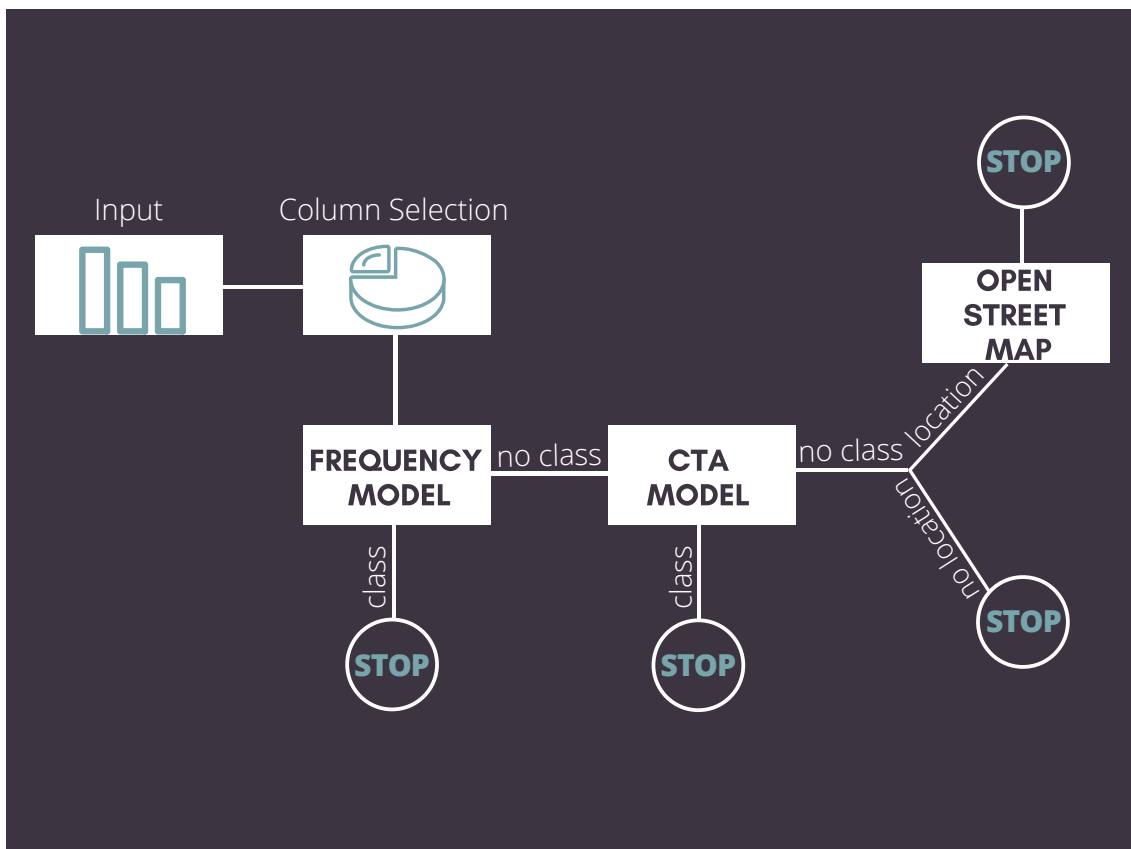 Input
Column Selection
STOP
OPEN
STREET
MAP
location
FREQUENCY
MODEL
no class
CTA
MODEL
no class
no location
class
class
STOP
STOP
STOP